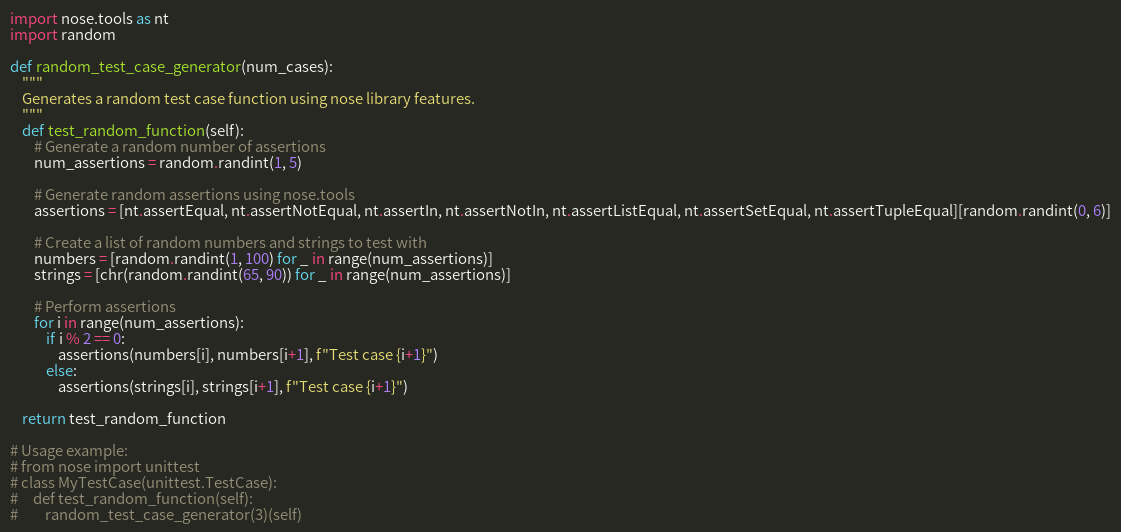 import nose.tools as nt
import random

def random_test_case_generator(num_cases):
    """
    Generates a random test case function using nose library features.
    """
    def test_random_function(self):
        # Generate a random number of assertions
        num_assertions = random.randint(1, 5)

        # Generate random assertions using nose.tools
        assertions = [nt.assertEqual, nt.assertNotEqual, nt.assertIn, nt.assertNotIn, nt.assertListEqual, nt.assertSetEqual, nt.assertTupleEqual][random.randint(0, 6)]

        # Create a list of random numbers and strings to test with
        numbers = [random.randint(1, 100) for _ in range(num_assertions)]
        strings = [chr(random.randint(65, 90)) for _ in range(num_assertions)]

        # Perform assertions
        for i in range(num_assertions):
            if i % 2 == 0:
                assertions(numbers[i], numbers[i+1], f"Test case {i+1}")
            else:
                assertions(strings[i], strings[i+1], f"Test case {i+1}")

    return test_random_function

# Usage example:
# from nose import unittest
# class MyTestCase(unittest.TestCase):
#     def test_random_function(self):
#         random_test_case_generator(3)(self)